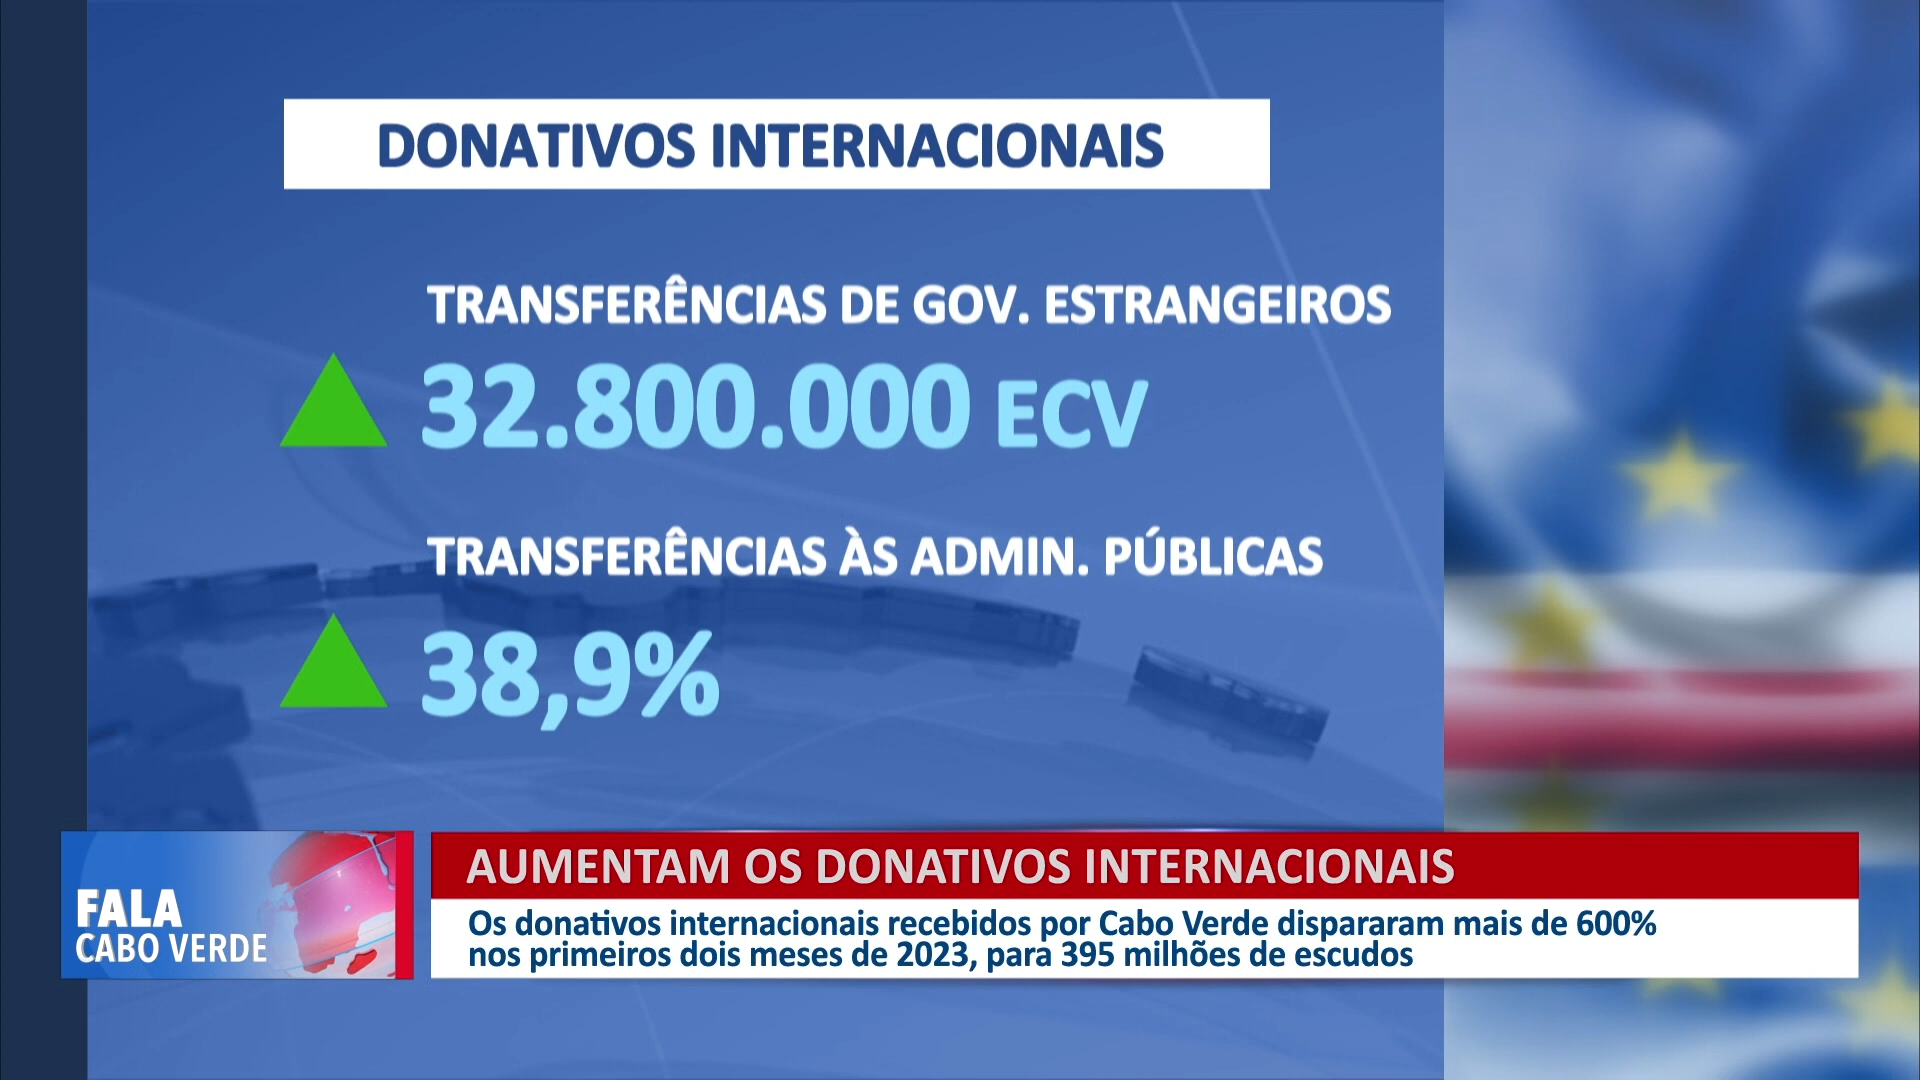 DONATIVOS INTERNACIONAIS
TRANSFERÊNCIAS DE GOV. ESTRANGEIROS
32.800.000 ECV
TRANSFERÊNCIAS ÀS ADMIN. PÚBLICAS
38,9%
FALA
CABO VERDE
AUMENTAM OS DONATIVOS INTERNACIONAIS
Os donativos internacionais recebidos por Cabo Verde dispararam mais de 600%
nos primeiros dois meses de 2023, para 395 milhões de escudos